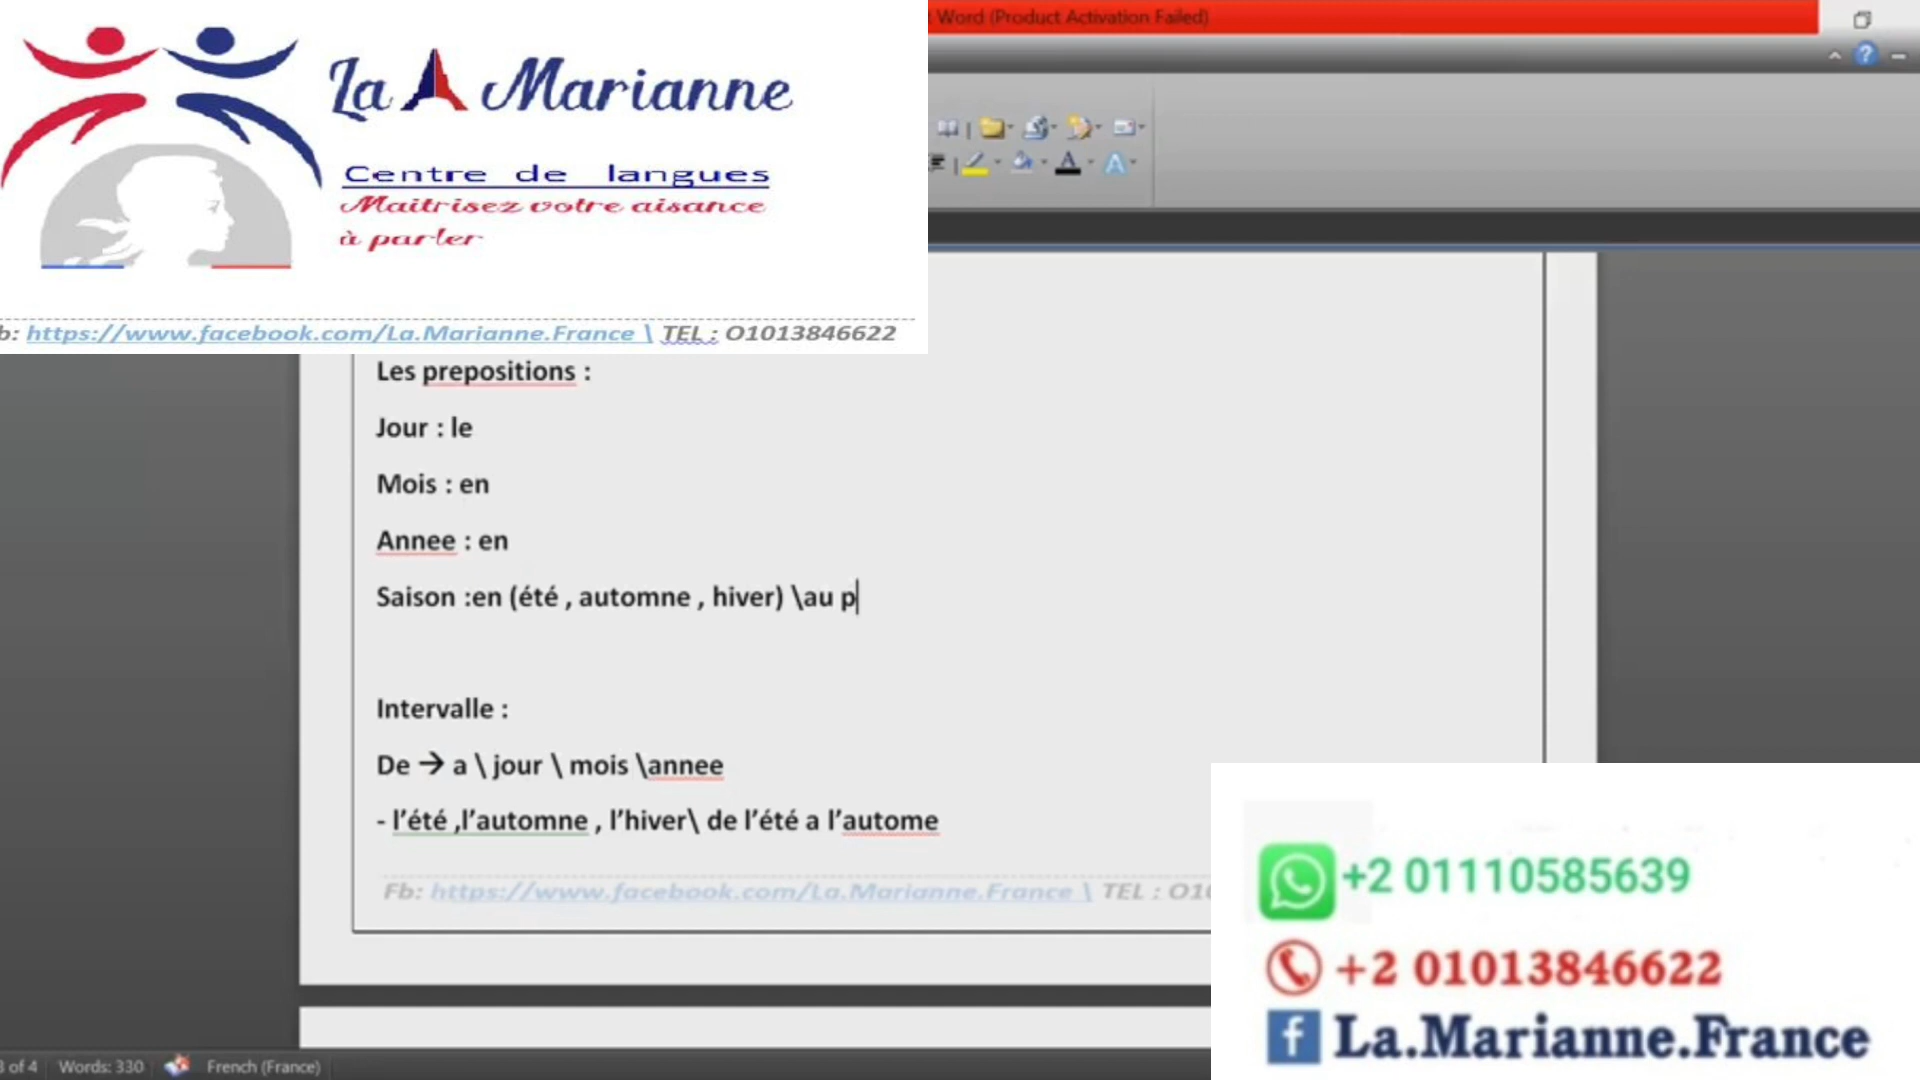 La Marianne
Centre de langues
Maitrisez votre aisance
à parler
b: https://www.facebook.com/La.Marianne.France \ TEL : O1013846622
Word (Product Activation Failed)
Les prepositions :
Jour : le
Mois : en
Annee : en
Saison :en (été , automne , hiver) \au p
Intervalle :
De → a \ jour \ mois \annee
- l’été ,l’automne , l’hiver\ de l’été a l’autome
Fb: https://www.facebook.com/La.Marianne.France \ TEL : O10
+2 01110585639
+2 01013846622
La.Marianne.France
of 4 Words: 330 French (France)